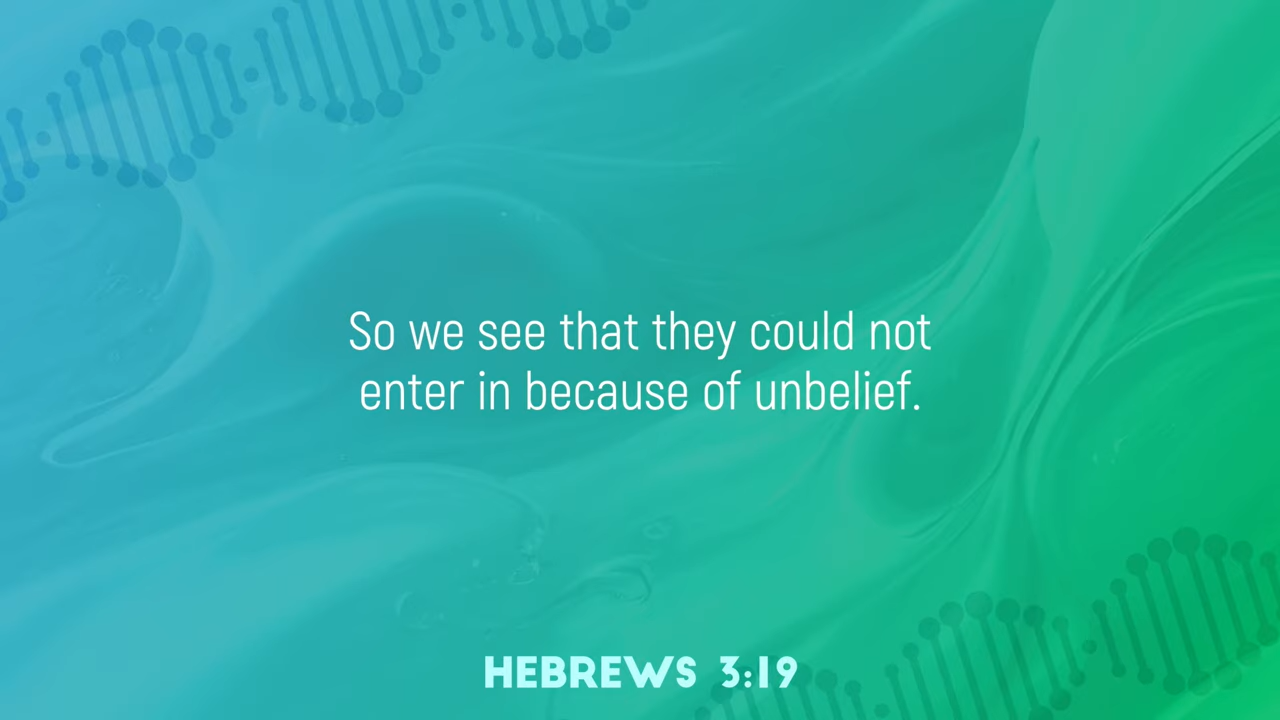 So we see that they could not
enter in because of unbelief.
HEBREWS 3:19